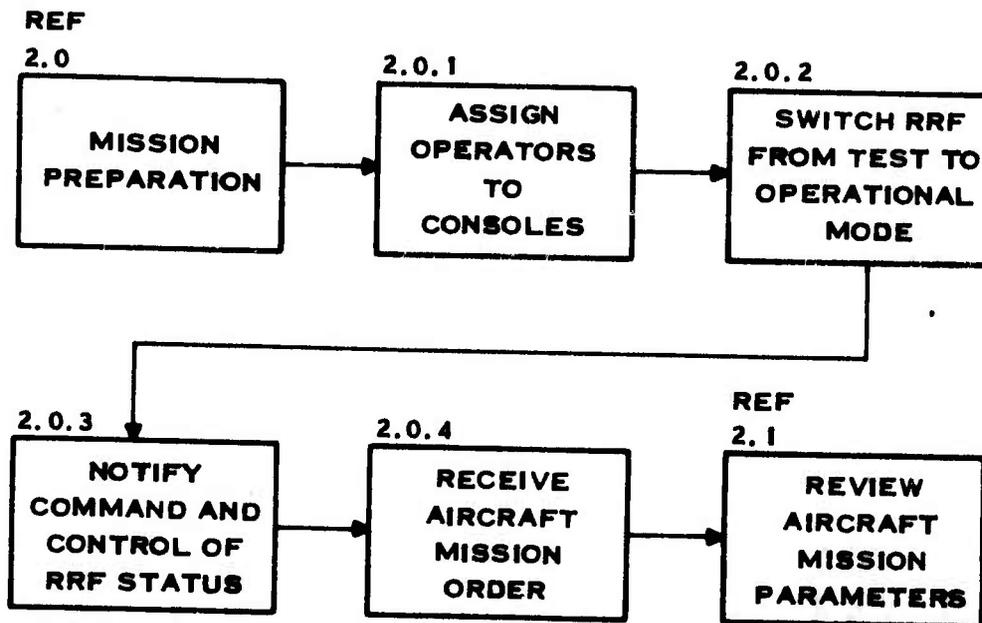 REF
2.0
MISSION
PREPARATION
2.0.1
ASSIGN
OPERATORS
TO
CONSOLES
2.0.2
SWITCH RRF
FROM TEST TO
OPERATIONAL
MODE
2.0.3
NOTIFY
COMMAND AND
CONTROL OF
RRF STATUS
2.0.4
RECEIVE
AIRCRAFT
MISSION
ORDER
REF
2.1
REVIEW
AIRCRAFT
MISSION
PARAMETERS